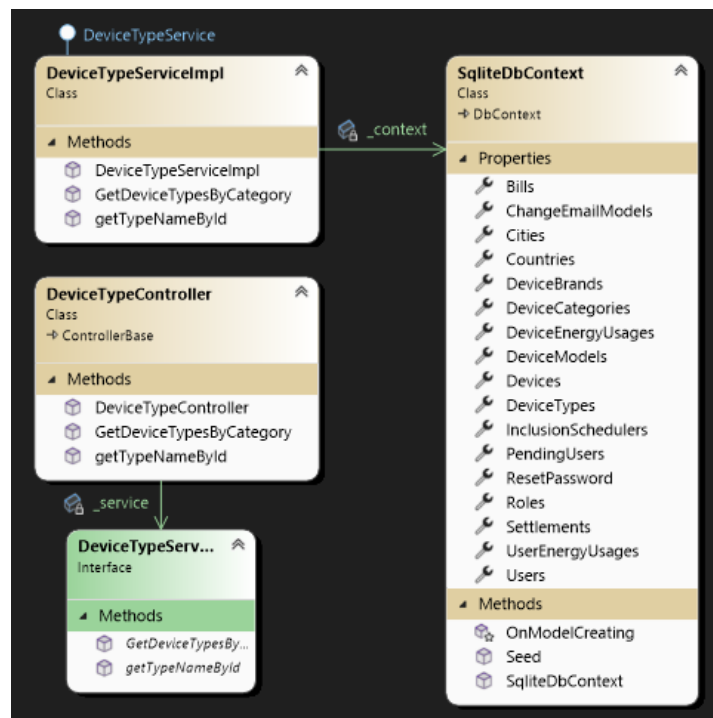 DeviceTypeService
DeviceTypeServiceImpl
Class
Methods
DeviceTypeServiceImpl
GetDeviceTypesByCategory
getTypeNameById
_context
SqliteDbContext
Class
DbContext
Properties
Bills
ChangeEmailModels
Cities
Countries
DeviceBrands
DeviceCategories
DeviceEnergyUsages
DeviceModels
Devices
DeviceTypes
InclusionSchedulers
PendingUsers
ResetPassword
Roles
Settlements
UserEnergyUsages
Users
Methods
OnModelCreating
Seed
SqliteDbContext
DeviceTypeController
Class
ControllerBase
Methods
DeviceTypeController
GetDeviceTypesByCategory
getTypeNameById
_service
DeviceTypeServ...
Interface
Methods
GetDeviceTypesBy...
getTypeNameById